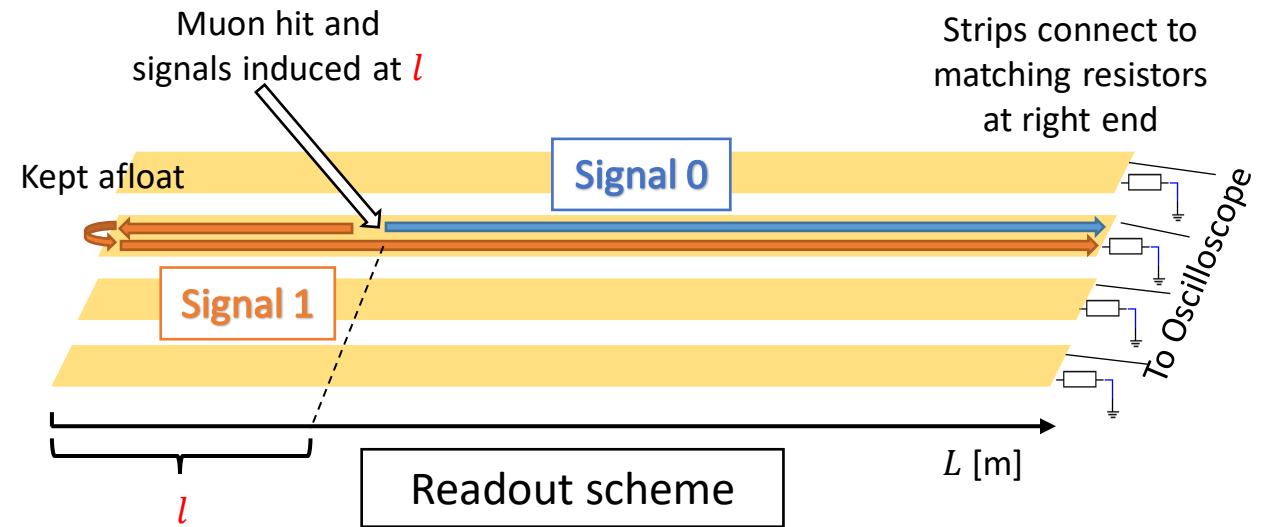 Muon hit and
signals induced at l
Strips connect to
matching resistors
at right end
Kept afloat
Signal 0
Signal 1
To Oscilloscope
L [m]
l
Readout scheme